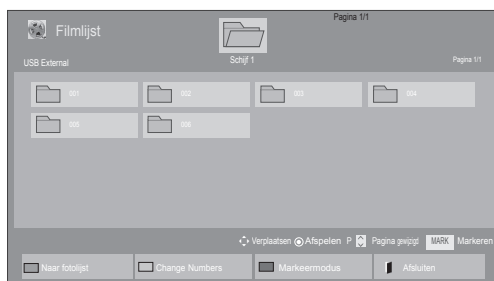 Pagina 1/1
Filmlijst
Schijf 1
USB External
Pagina 1/1
001 002 003 004
005 006
Verplaatsen Afspelen P Pagina gewijzigt MARK Markeren
Naar fotolijst Change Numbers Markeermodus Afsluiten